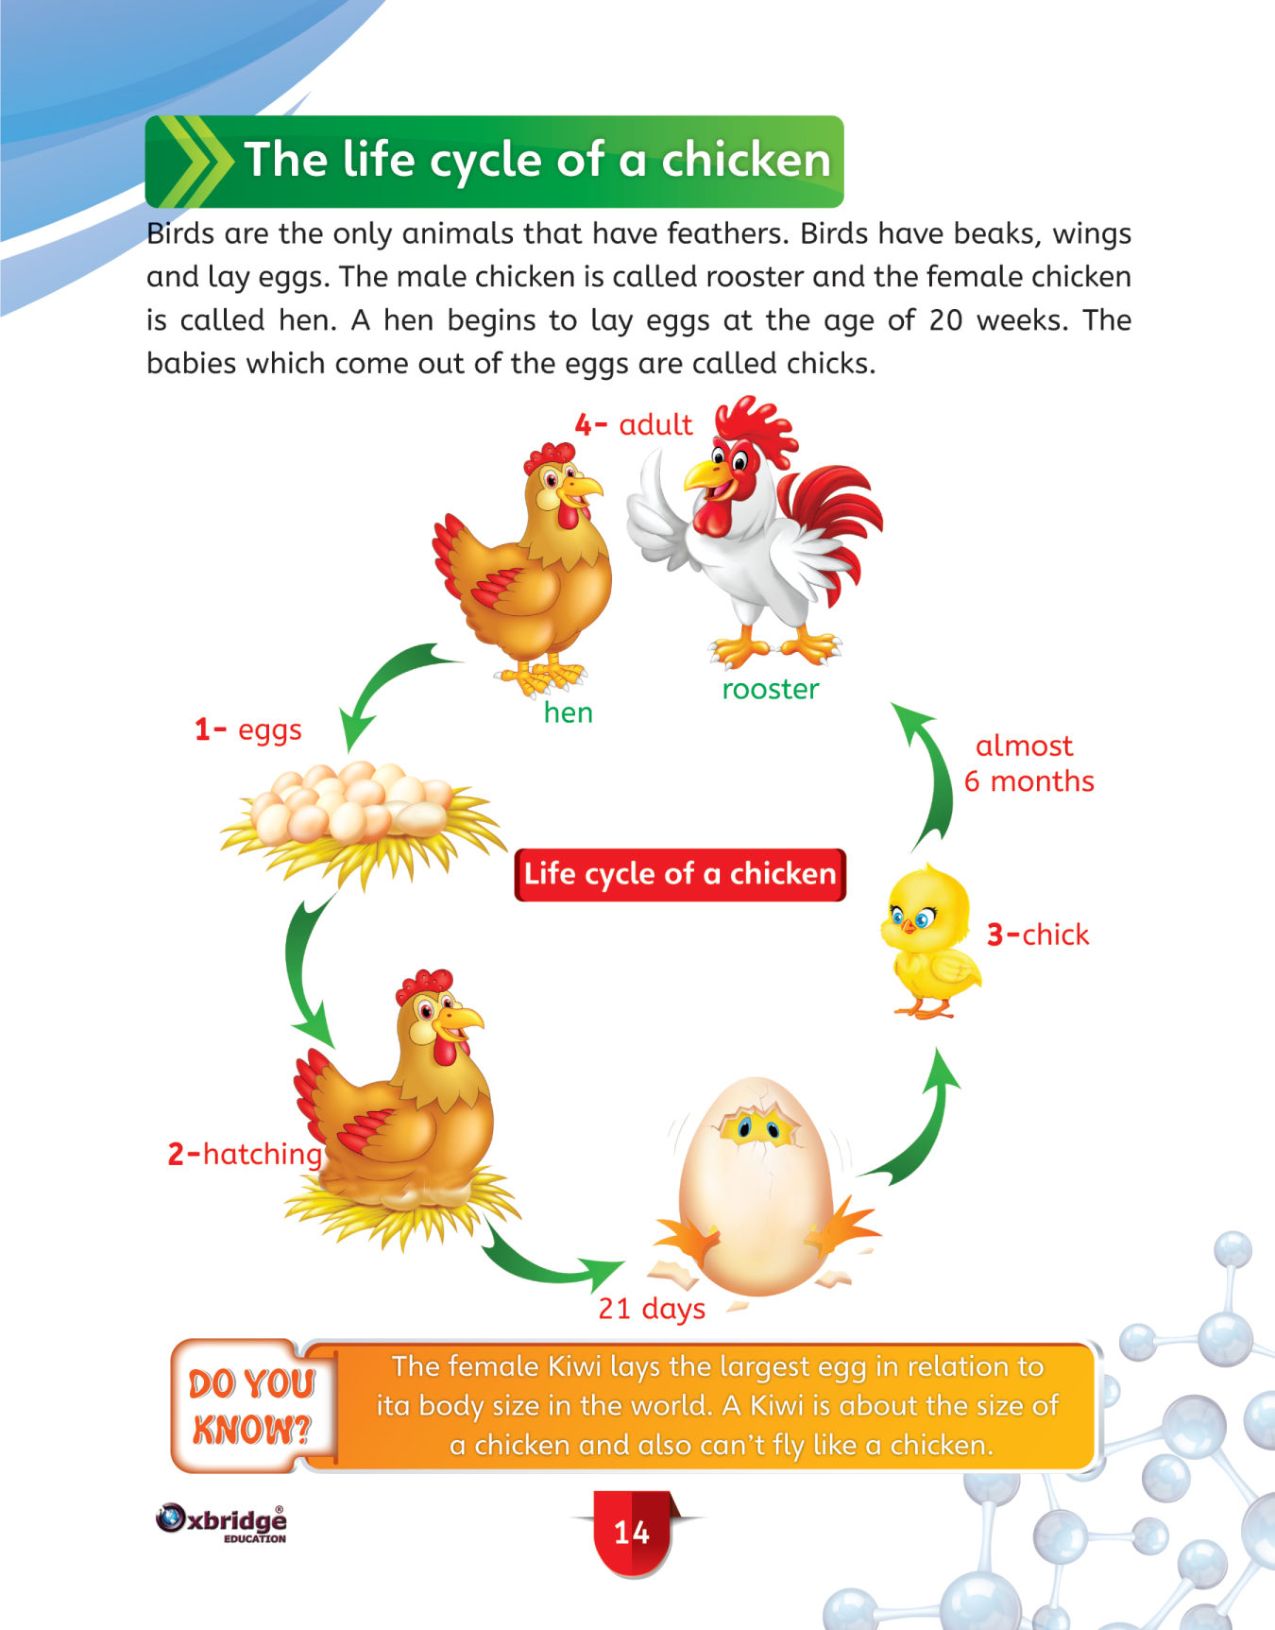 The life cycle of a chicken
Birds are the only animals that have feathers. Birds have beaks, wings
and lay eggs. The male chicken is called rooster and the female chicken
is called hen. A hen begins to lay eggs at the age of 20 weeks. The
babies which come out of the eggs are called chicks.
4- adult
rooster
hen
1- eggs
almost
6 months
Life cycle of a chicken
3-chick
2-hatching
21 days
DO YOU
KNOW?
The female Kiwi lays the largest egg in relation to
ita body size in the world. A Kiwi is about the size of
a chicken and also can't fly like a chicken.
Oxbridge®
EDUCATION
14